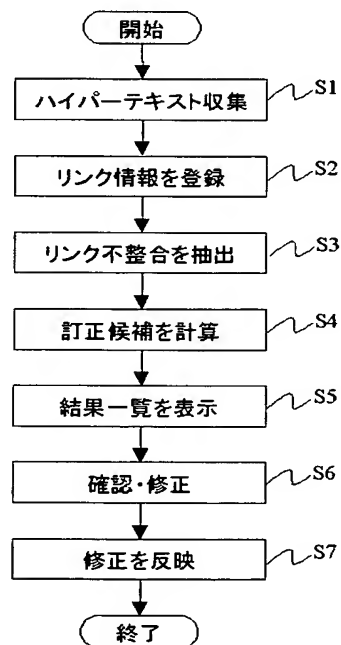 開始
ハイパーテキスト収集 S1
リンク情報を登録 S2
リンク不整合を抽出 S3
訂正候補を計算 S4
結果一覧を表示 S5
確認・修正 S6
修正を反映 S7
終了